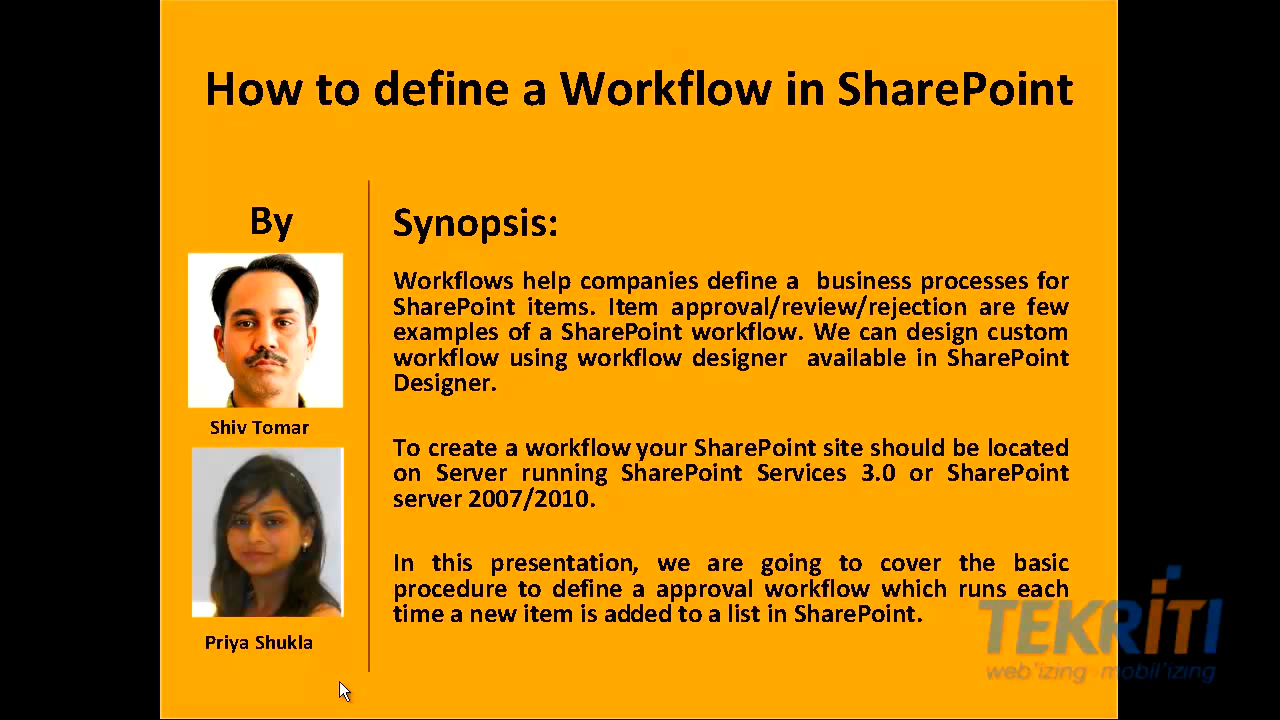 How to define a Workflow in SharePoint
By
Shiv Tomar
Priya Shukla
Synopsis:
Workflows help companies define a business processes for
SharePoint items. Item approval/review/rejection are few
examples of a SharePoint workflow. We can design custom
workflow using workflow designer available in SharePoint
Designer.
To create a workflow your SharePoint site should be located
on Server running SharePoint Services 3.0 or SharePoint
server 2007/2010.
In this presentation, we are going to cover the basic
procedure to define a approval workflow which runs each
time a new item is added to a list in SharePoint.
TEKRITI
web'izing mobil'izing